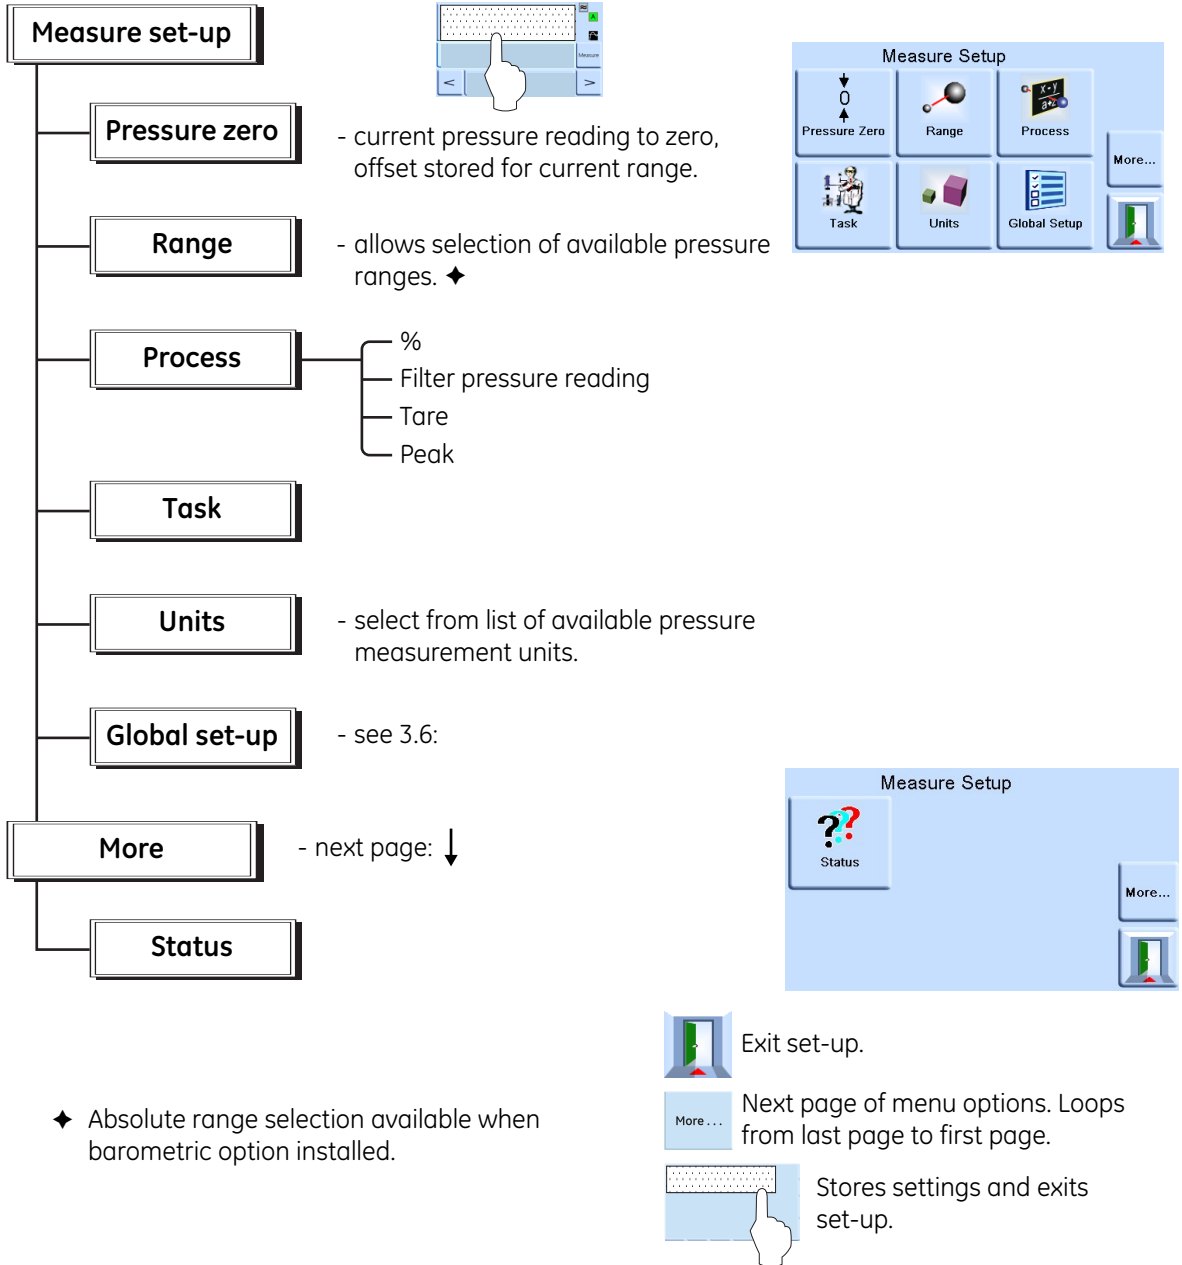 Measure set-up
Measure
<
>
Pressure zero
- current pressure reading to zero,
offset stored for current range.
Measure Setup
0
Pressure Zero
Range
x-y
a+z
Process
Task
Units
Global Setup
More...
Range
- allows selection of available pressure
ranges. ✦
Process
%
Filter pressure reading
Tare
Peak
Task
Units
- select from list of available pressure
measurement units.
Global set-up
- see 3.6:
More
- next page: ↓
Status
Measure Setup
???
Status
More...
✦ Absolute range selection available when
barometric option installed.
Exit set-up.
More ...
Next page of menu options. Loops
from last page to first page.
Stores settings and exits
set-up.